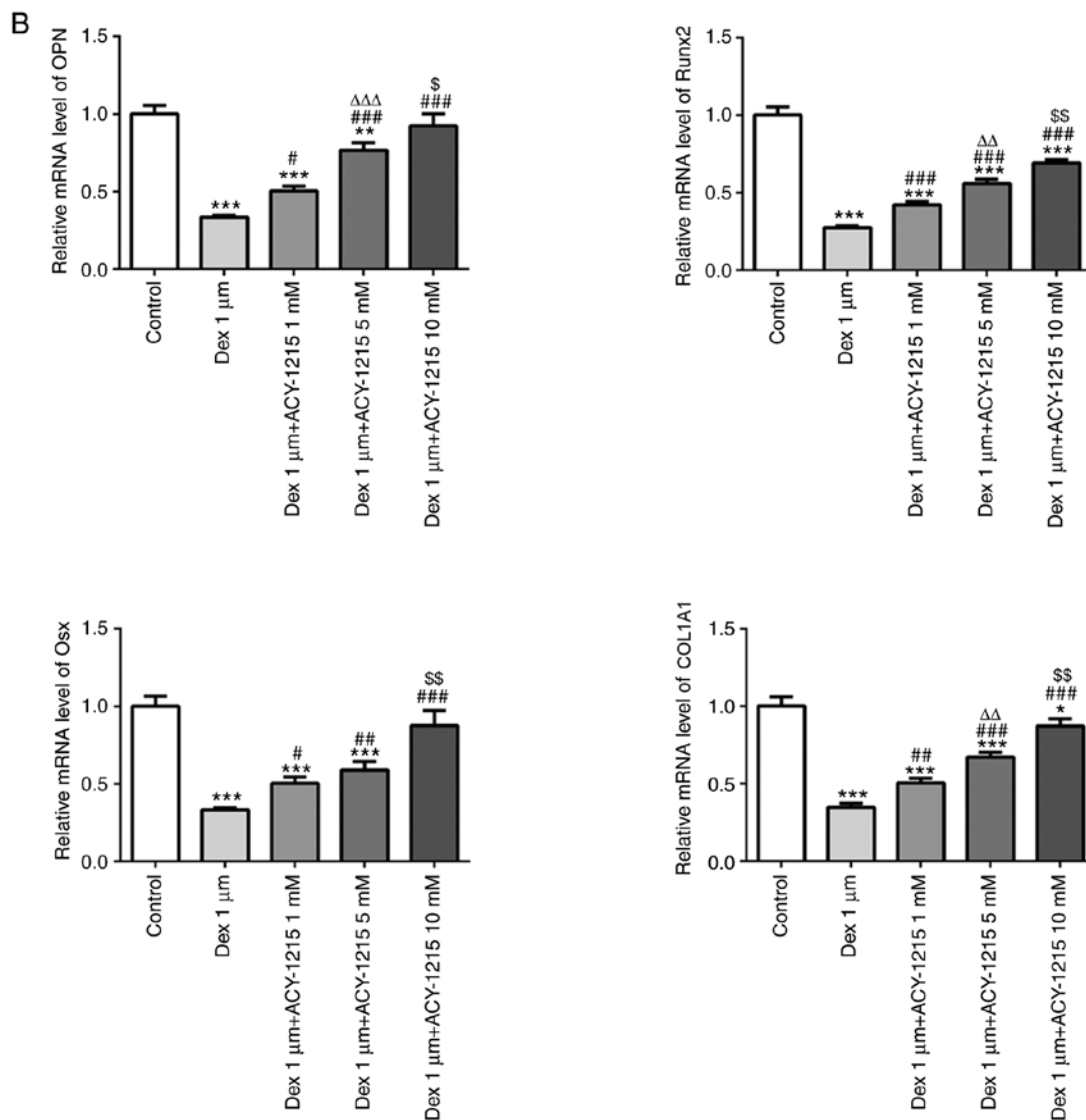 B
Relative mRNA level of OPN
1.5
1.0
0.5
0.0
***
#
***
ΔΔΔ
###
**
$
###
Control
Dex 1 μm
Dex 1 μm+ACY-1215 1 mM
Dex 1 μm+ACY-1215 5 mM
Dex 1 μm+ACY-1215 10 mM
Relative mRNA level of Runx2
1.5
1.0
0.5
0.0
***
###
***
ΔΔ
###
***
$$
###
***
Control
Dex 1 μm
Dex 1 μm+ACY-1215 1 mM
Dex 1 μm+ACY-1215 5 mM
Dex 1 μm+ACY-1215 10 mM
Relative mRNA level of Osx
1.5
1.0
0.5
0.0
***
#
***
##
***
$$
###
Control
Dex 1 μm
Dex 1 μm+ACY-1215 1 mM
Dex 1 μm+ACY-1215 5 mM
Dex 1 μm+ACY-1215 10 mM
Relative mRNA level of COL1A1
1.5
1.0
0.5
0.0
***
##
***
ΔΔ
###
***
$$
###
*
Control
Dex 1 μm
Dex 1 μm+ACY-1215 1 mM
Dex 1 μm+ACY-1215 5 mM
Dex 1 μm+ACY-1215 10 mM